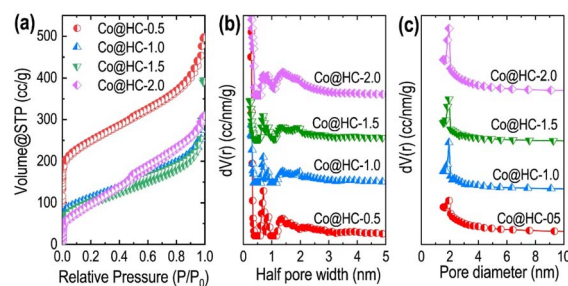 (a)
Volume@STP (cc/g)
500
400
300
200
100
0
Co@HC-0.5
Co@HC-1.0
Co@HC-1.5
Co@HC-2.0
0.0 0.2 0.4 0.6 0.8 1.0
Relative Pressure (P/P0)
(b)
dV(r) (cc/nm/g)
Co@HC-2.0
Co@HC-1.5
Co@HC-1.0
Co@HC-0.5
0 1 2 3 4 5
Half pore width (nm)
(c)
dV(r) (cc/nm/g)
Co@HC-2.0
Co@HC-1.5
Co@HC-1.0
Co@HC-05
0 2 4 6 8 10
Pore diameter (nm)